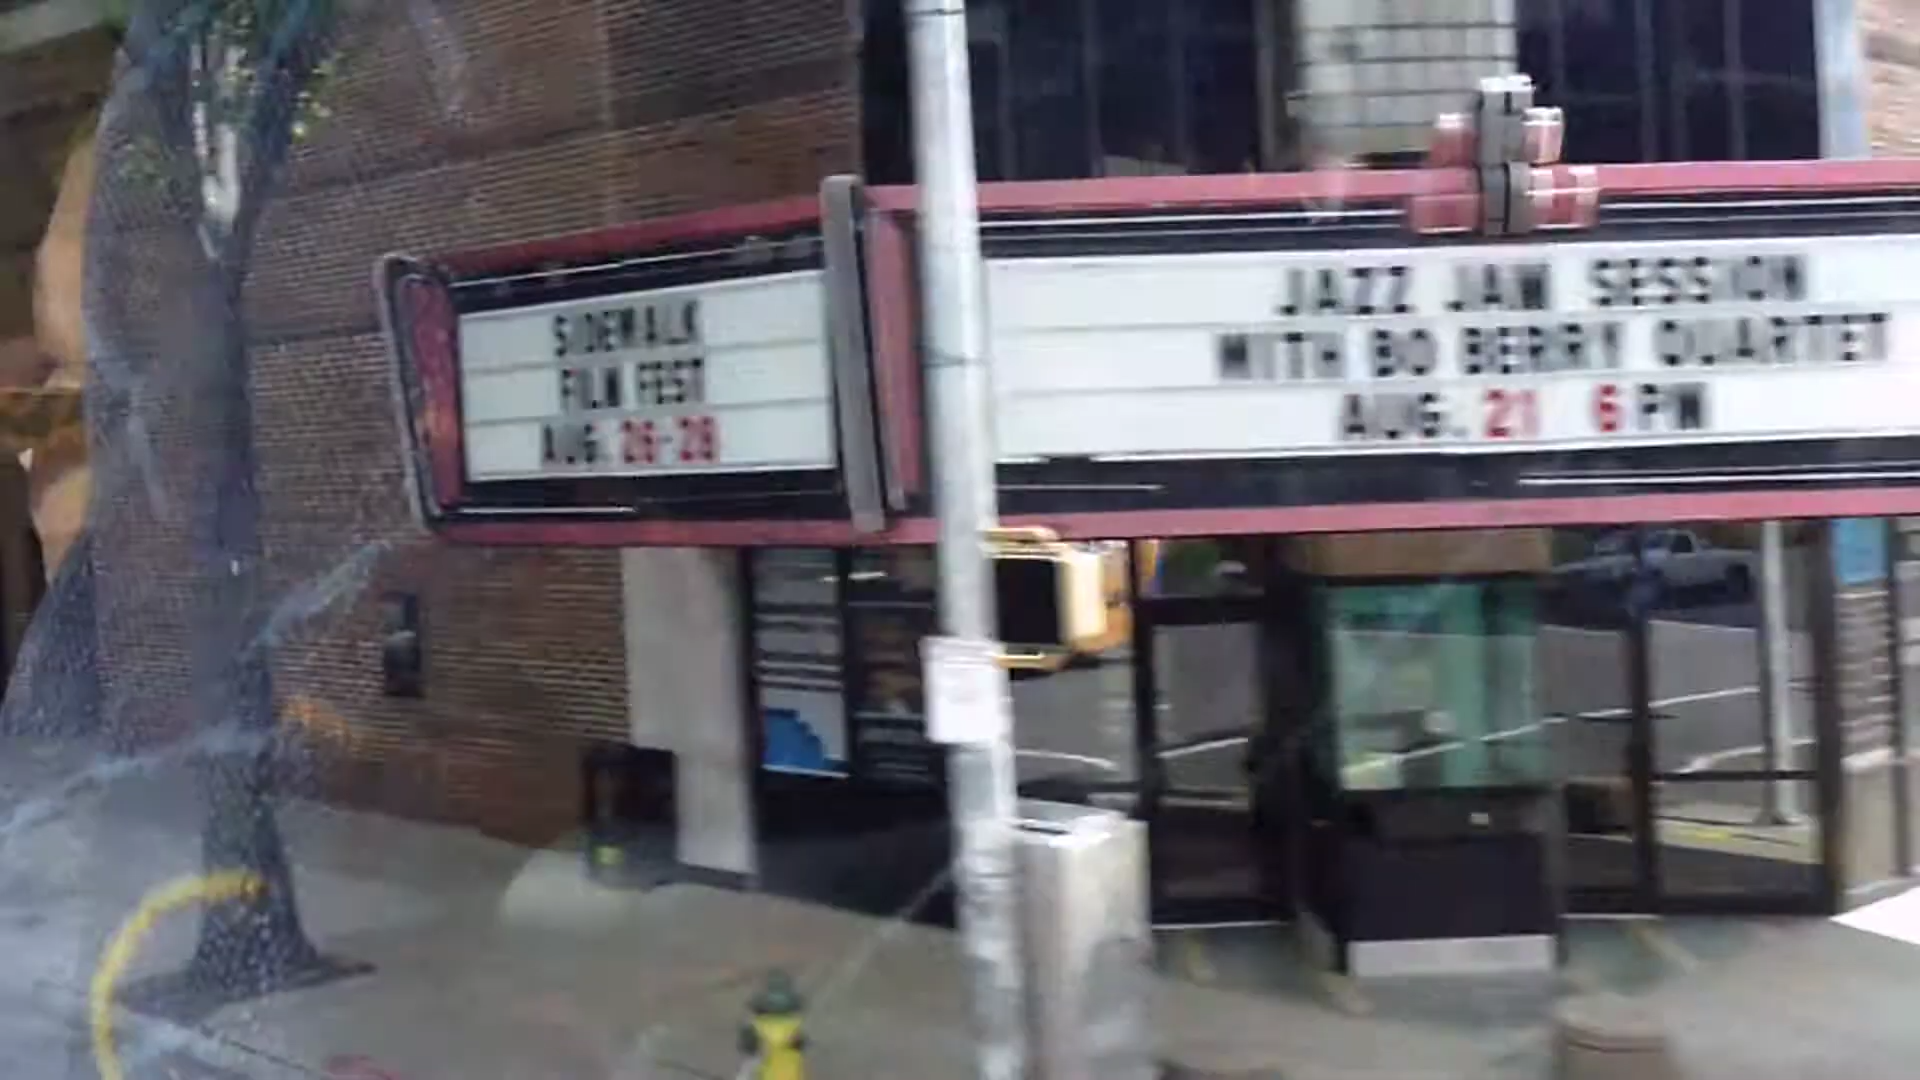 SIDEWALK
FILM FEST
AUG. 26-28
JAZZ JAM SESSION
WITH BO BERRY QUARTET
AUG. 21 6 PM